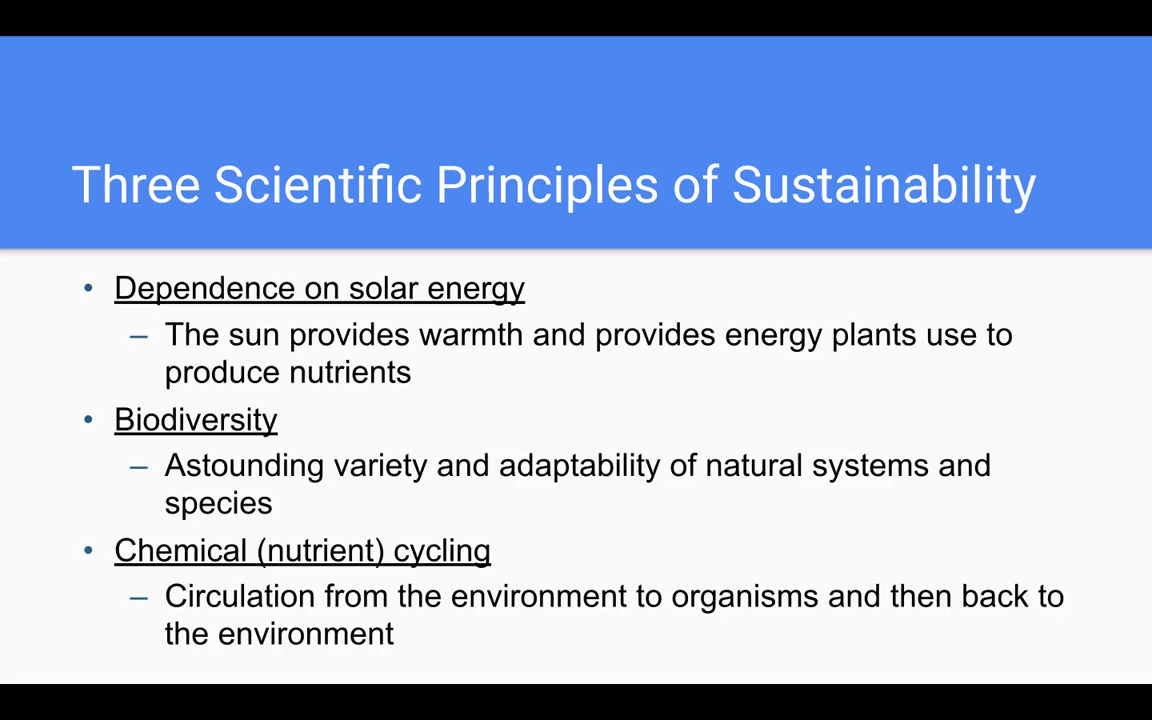 Three Scientific Principles of Sustainability
• Dependence on solar energy
– The sun provides warmth and provides energy plants use to
produce nutrients
• Biodiversity
– Astounding variety and adaptability of natural systems and
species
• Chemical (nutrient) cycling
– Circulation from the environment to organisms and then back to
the environment